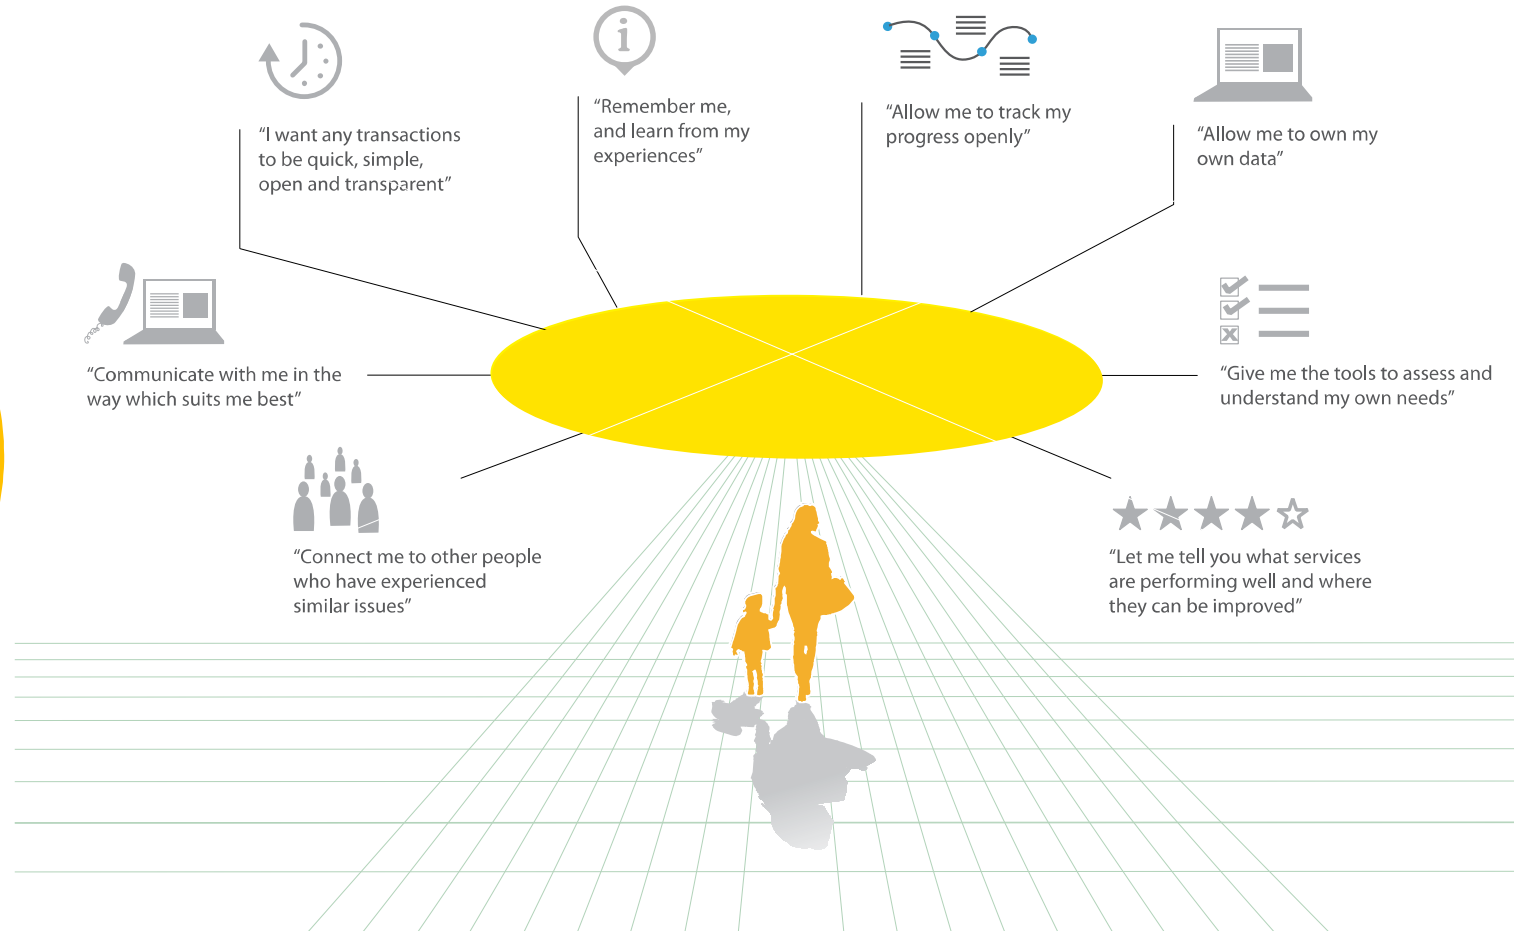 “I want any transactions
to be quick, simple,
open and transparent”
“Remember me,
and learn from my
experiences”
“Allow me to track my
progress openly”
“Allow me to own my
own data”
“Communicate with me in the
way which suits me best”
“Give me the tools to assess and
understand my own needs”
“Connect me to other people
who have experienced
similar issues”
“Let me tell you what services
are performing well and where
they can be improved”